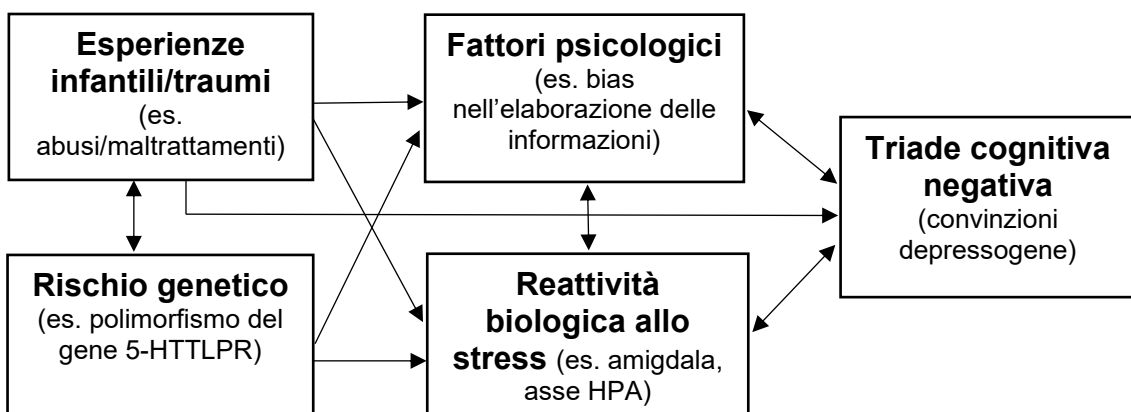 Esperienze
infantili/traumi
(es.
abusi/maltrattamenti)
Fattori psicologici
(es. bias
nell’elaborazione delle
informazioni)
Triade cognitiva
negativa
(convinzioni
depressogene)
Rischio genetico
(es. polimorfismo del
gene 5-HTTLPR)
Reattività
biologica allo
stress (es. amigdala,
asse HPA)